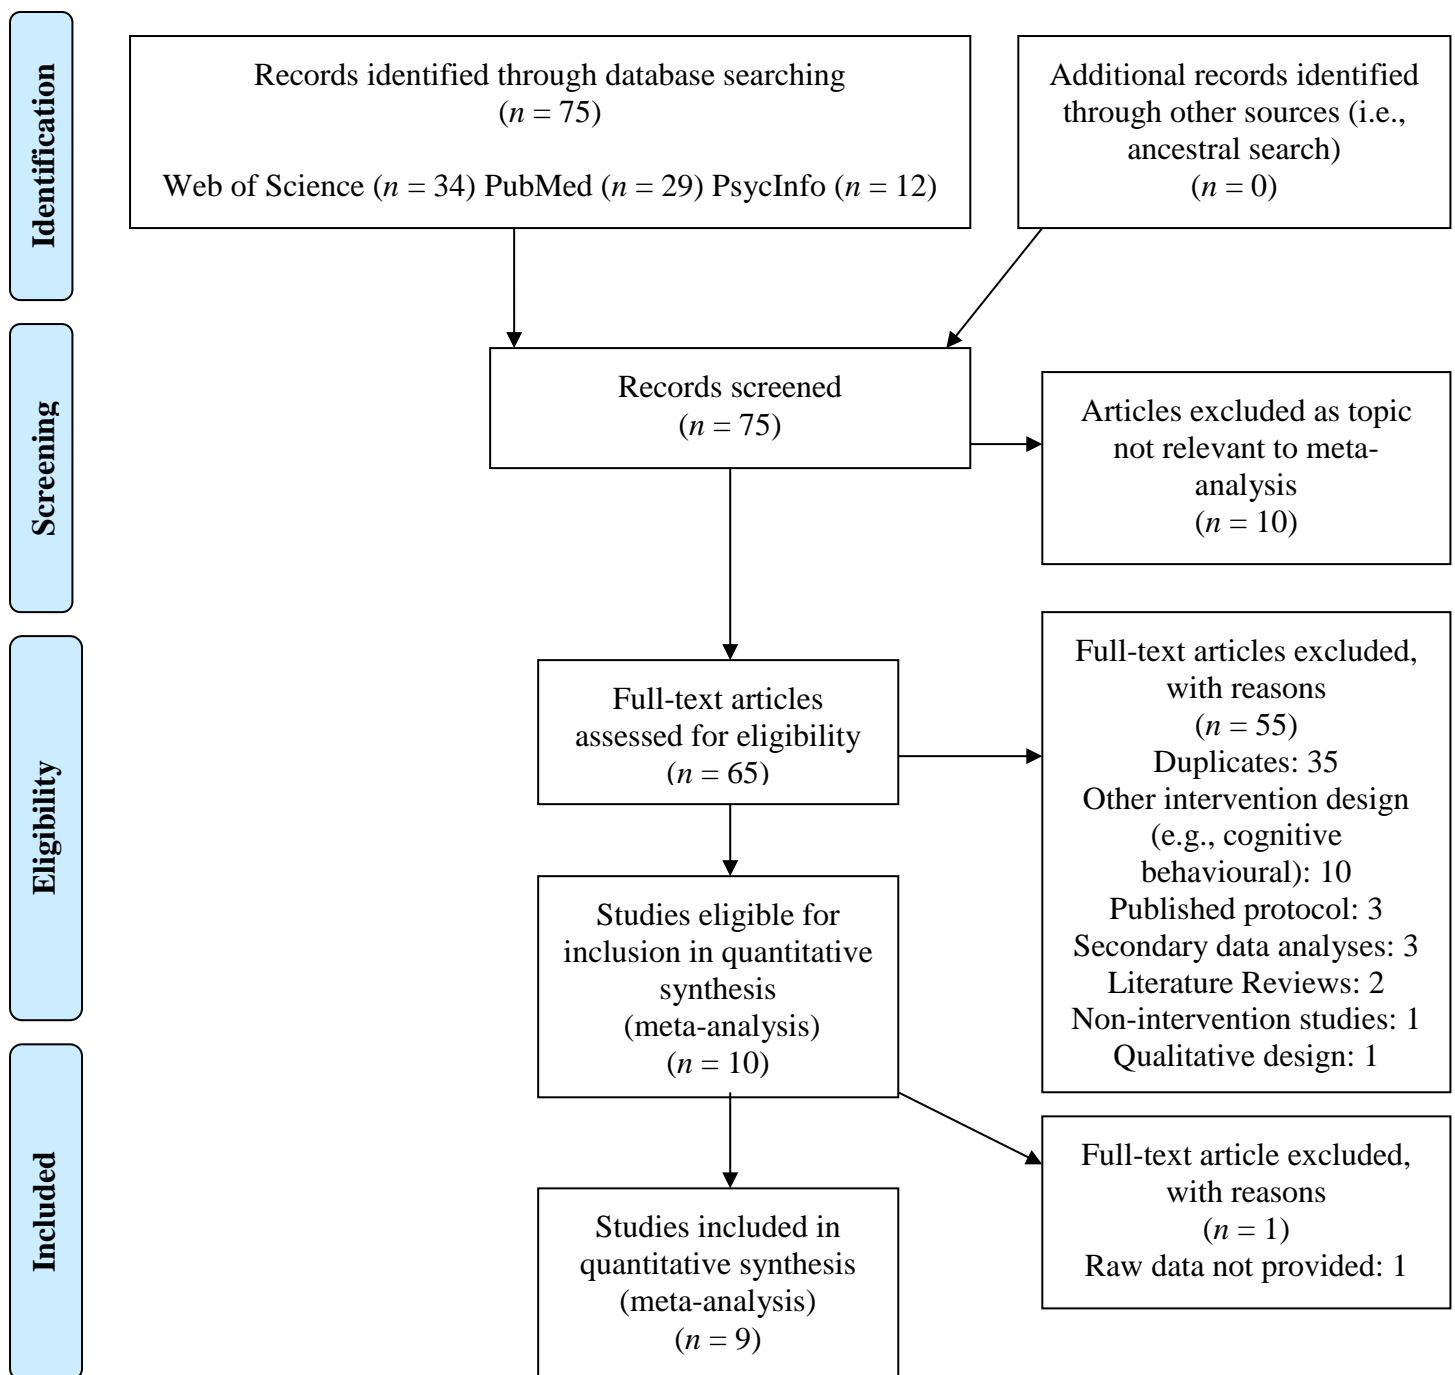 Identification
Records identified through database searching
(n = 75)
Web of Science (n = 34) PubMed (n = 29) PsycInfo (n = 12)
Additional records identified
through other sources (i.e.,
ancestral search)
(n = 0)
Screening
Records screened
(n = 75)
Articles excluded as topic
not relevant to meta-
analysis
(n = 10)
Eligibility
Full-text articles
assessed for eligibility
(n = 65)
Full-text articles excluded,
with reasons
(n = 55)
Duplicates: 35
Other intervention design
(e.g., cognitive
behavioural): 10
Published protocol: 3
Secondary data analyses: 3
Literature Reviews: 2
Non-intervention studies: 1
Qualitative design: 1
Studies eligible for
inclusion in quantitative
synthesis
(meta-analysis)
(n = 10)
Included
Full-text article excluded,
with reasons
(n = 1)
Raw data not provided: 1
Studies included in
quantitative synthesis
(meta-analysis)
(n = 9)